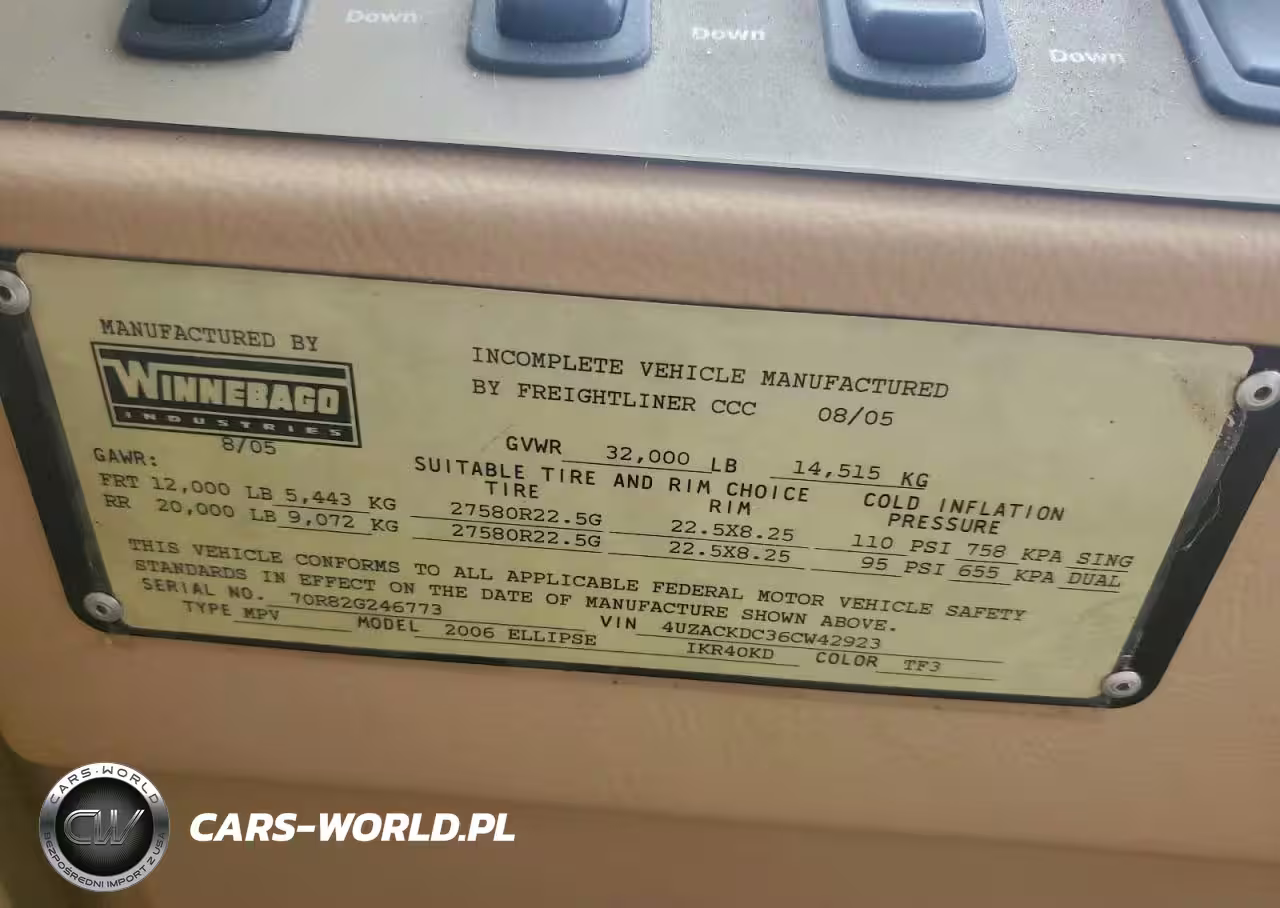 Down
Down
Down
MANUFACTURED BY
WINNEBAGO
INDUSTRIES
8/05
INCOMPLETE VEHICLE MANUFACTURED
BY FREIGHTLINER CCC 08/05
GVWR 32,000 LB 14,515 KG
GAWR:
SUITABLE TIRE AND RIM CHOICE
TIRE RIM
COLD INFLATION
PRESSURE
FRT 12,000 LB 5,443 KG 27580R22.5G 22.5X8.25 110 PSI 758 KPA SING
RR 20,000 LB 9,072 KG 27580R22.5G 22.5X8.25 95 PSI 655 KPA DUAL
THIS VEHICLE CONFORMS TO ALL APPLICABLE FEDERAL MOTOR VEHICLE SAFETY
STANDARDS IN EFFECT ON THE DATE OF MANUFACTURE SHOWN ABOVE.
SERIAL NO. 70R82G246773 VIN 4UZACKDC36CW42923
TYPE MPV MODEL 2006 ELLIPSE IKR40KD COLOR TF3
CARS-WORLD
CW
BEZPOŚREDNI IMPORT Z USA
CARS-WORLD.PL